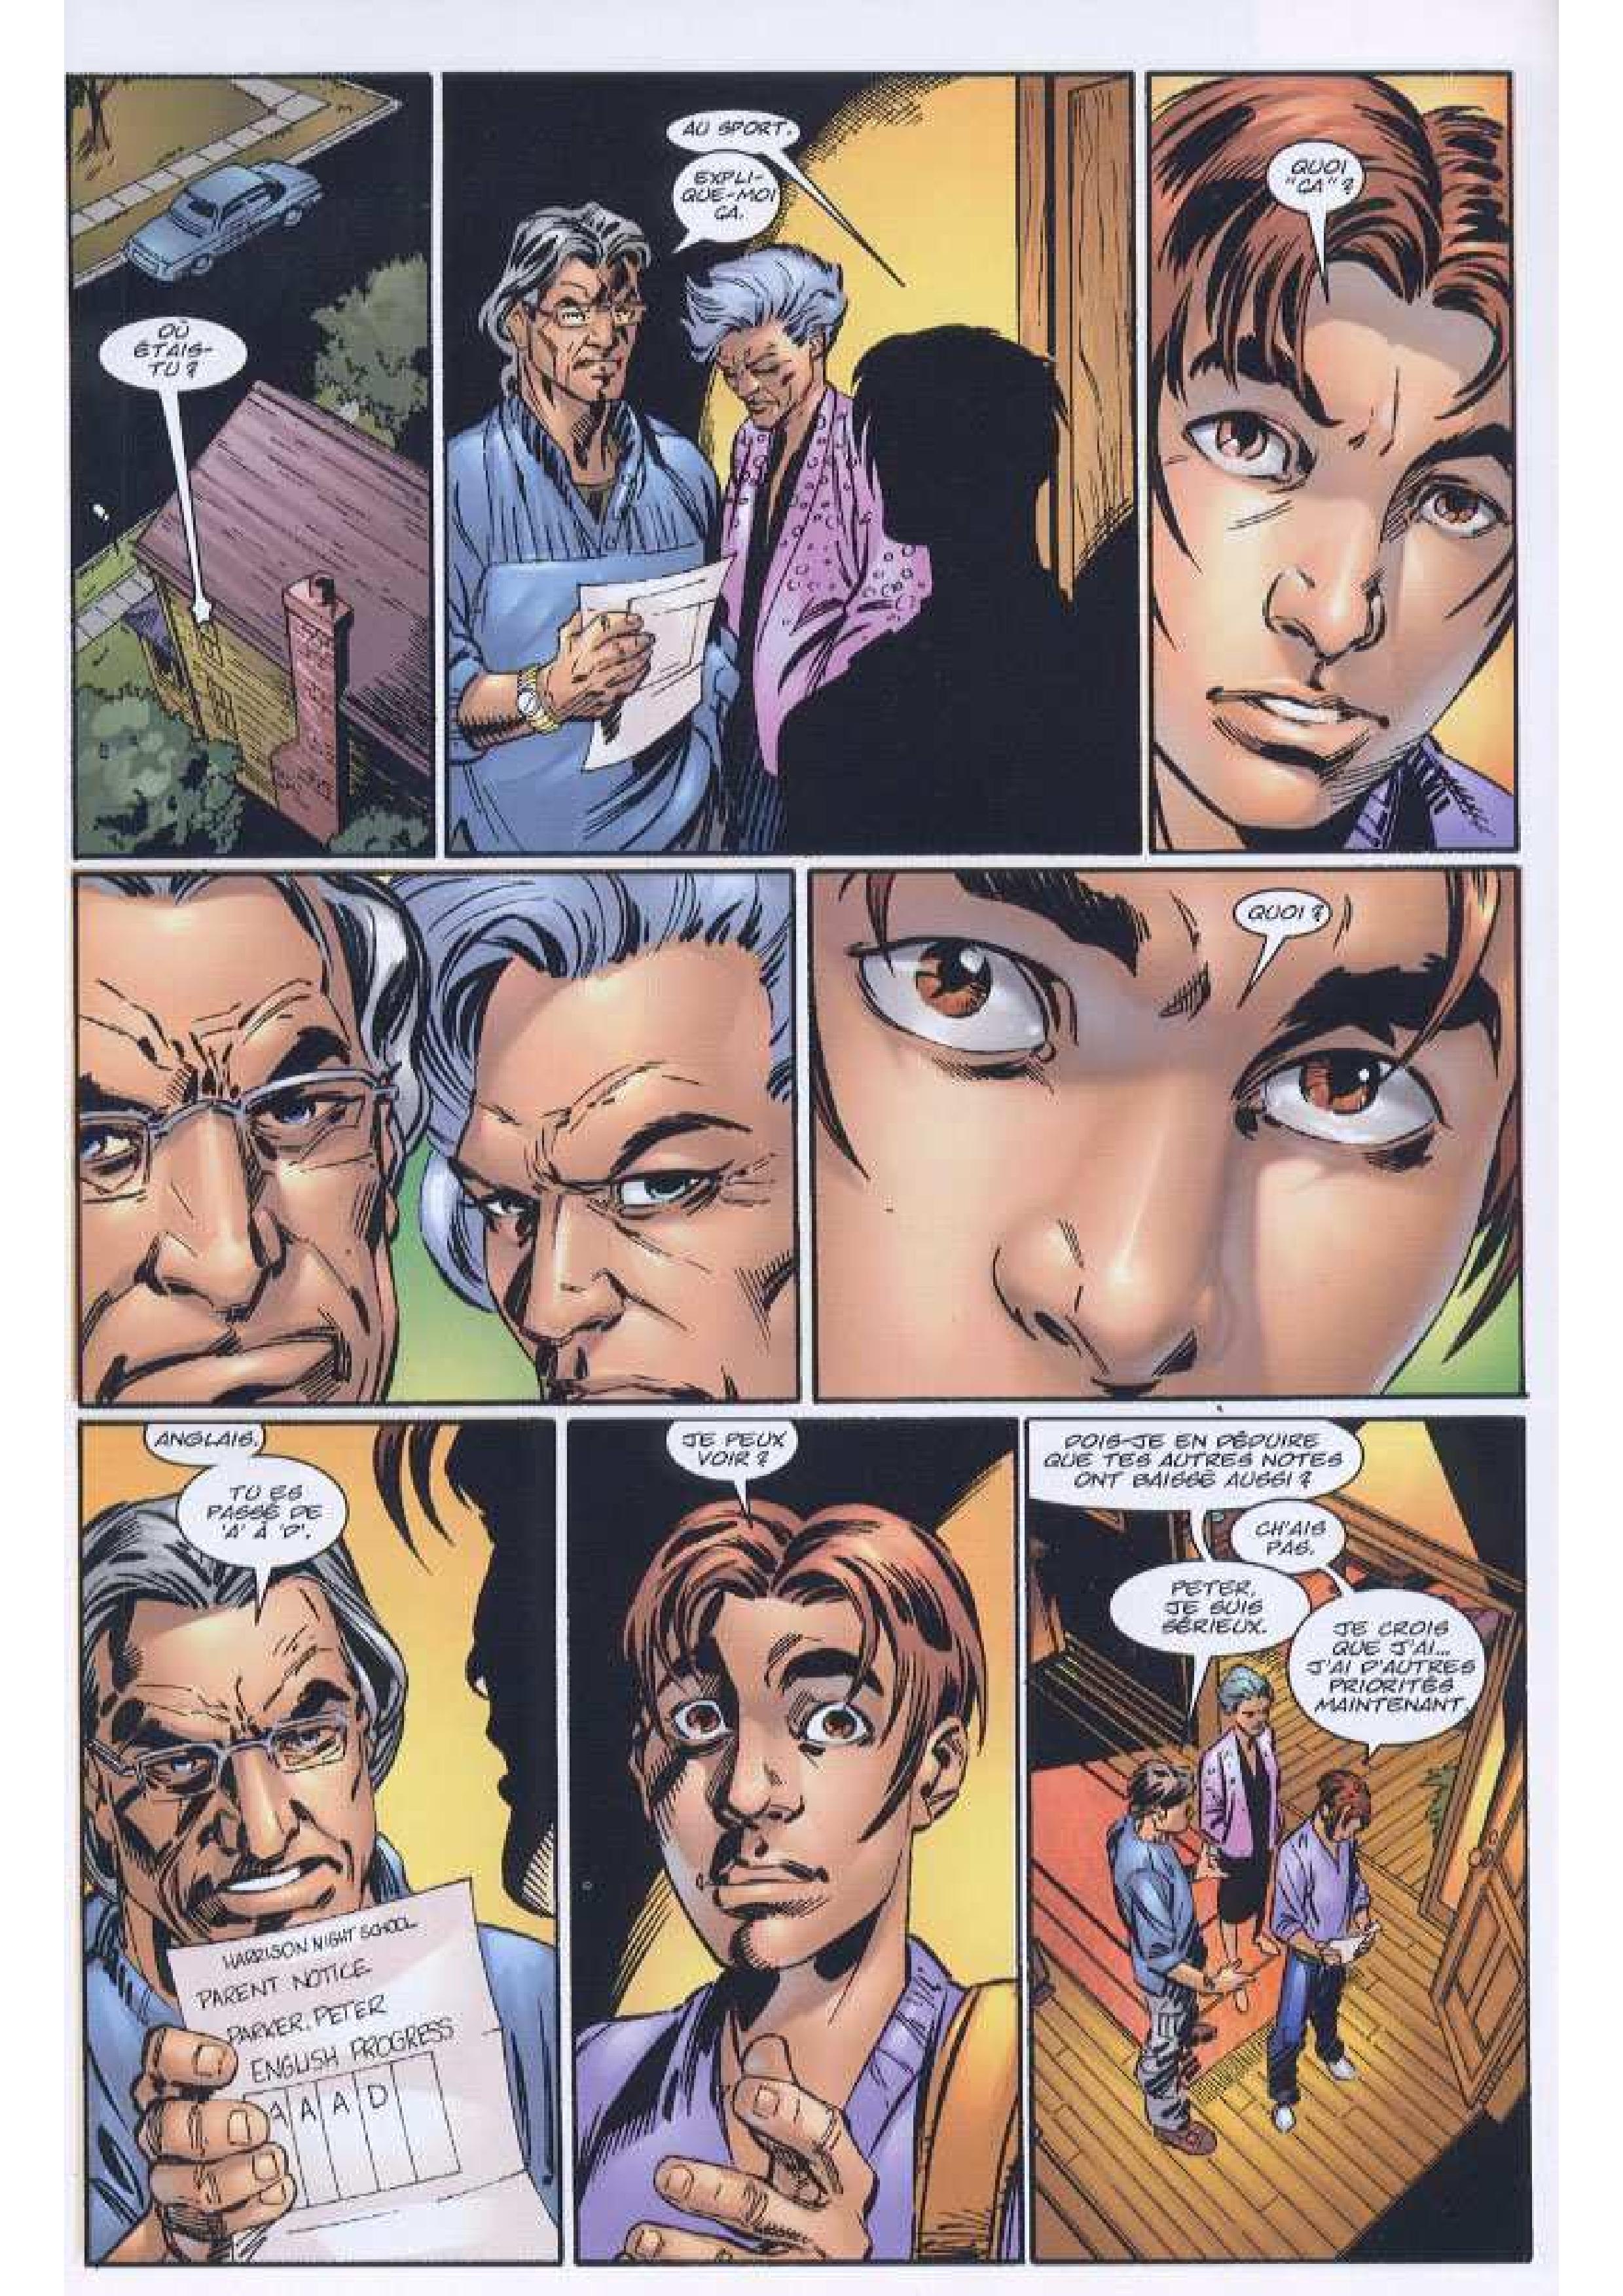 OÙ
ÉTAIS-
TU ?
AU SPORT.
EXPLI-
QUE-MOI
ÇA.
QUOI
"ÇA" ?
QUOI ?
ANGLAIS.
TU ES
PASSÉ DE
'A' À 'D'.
HARRISON NIGHT SCHOOL
PARENT NOTICE
PARKER, PETER
ENGLISH PROGRESS
A A A D
JE PEUX
VOIR ?
DOIS-JE EN DÉDUIRE
QUE TES AUTRES NOTES
ONT BAISSÉ AUSSI ?
CH'AIS
PAS.
PETER,
JE SUIS
SÉRIEUX.
JE CROIS
QUE J'AI...
J'AI D'AUTRES
PRIORITÉS
MAINTENANT.